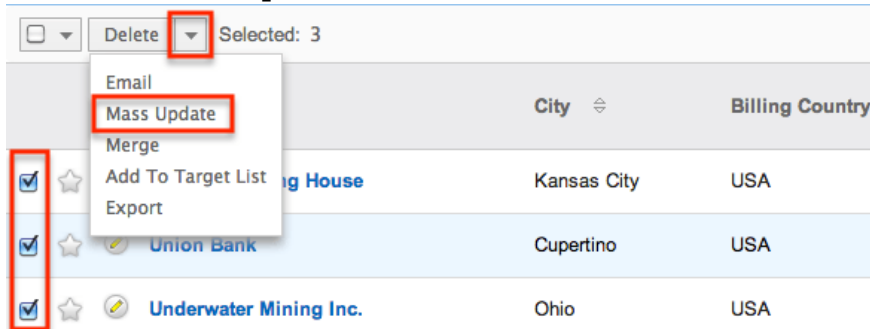 Delete Selected: 3
Email
Mass Update
City Billing Country
Merge
Add To Target List
ng House Kansas City USA
Export
Union Bank Cupertino USA
Underwater Mining Inc. Ohio USA